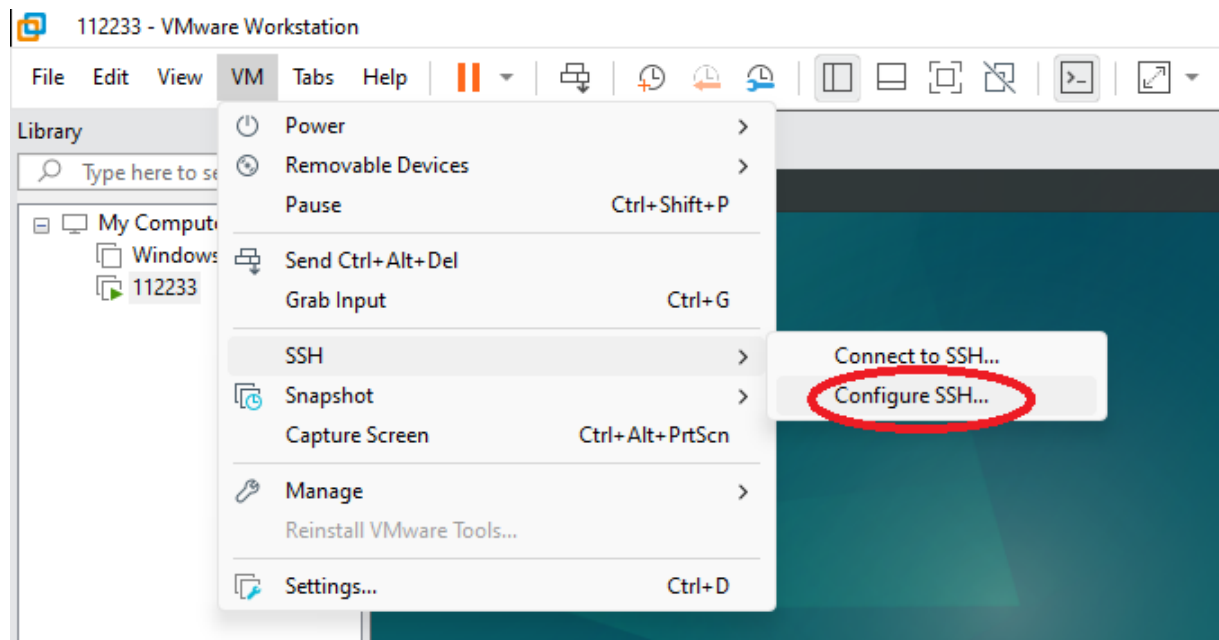 112233 - VMware Workstation
File Edit View VM Tabs Help
Library
Type here to se
My Compute
Windows
112233
Power
Removable Devices
Pause Ctrl+Shift+P
Send Ctrl+Alt+Del
Grab Input Ctrl+G
SSH
Snapshot
Capture Screen Ctrl+Alt+PrtScn
Manage
Reinstall VMware Tools...
Settings... Ctrl+D
Connect to SSH...
Configure SSH...